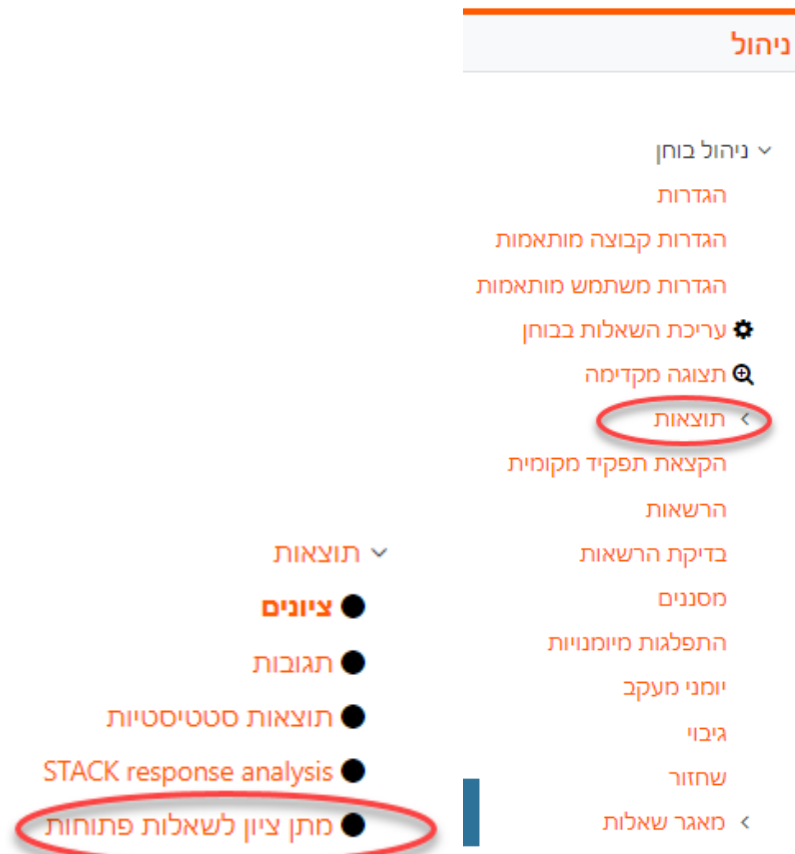 ניהול
ניהול בוחן
הגדרות
הגדרות קבוצה מותאמות
הגדרות משתמש מותאמות
עריכת השאלות בבוחן
תצוגה מקדימה
תוצאות
הקצאת תפקיד מקומית
הרשאות
בדיקת הרשאות
מסננים
התפלגות מיומנויות
יומני מעקב
גיבוי
שחזור
מאגר שאלות
תוצאות
ציונים
תגובות
תוצאות סטטיסטיות
STACK response analysis
מתן ציון לשאלות פתוחות